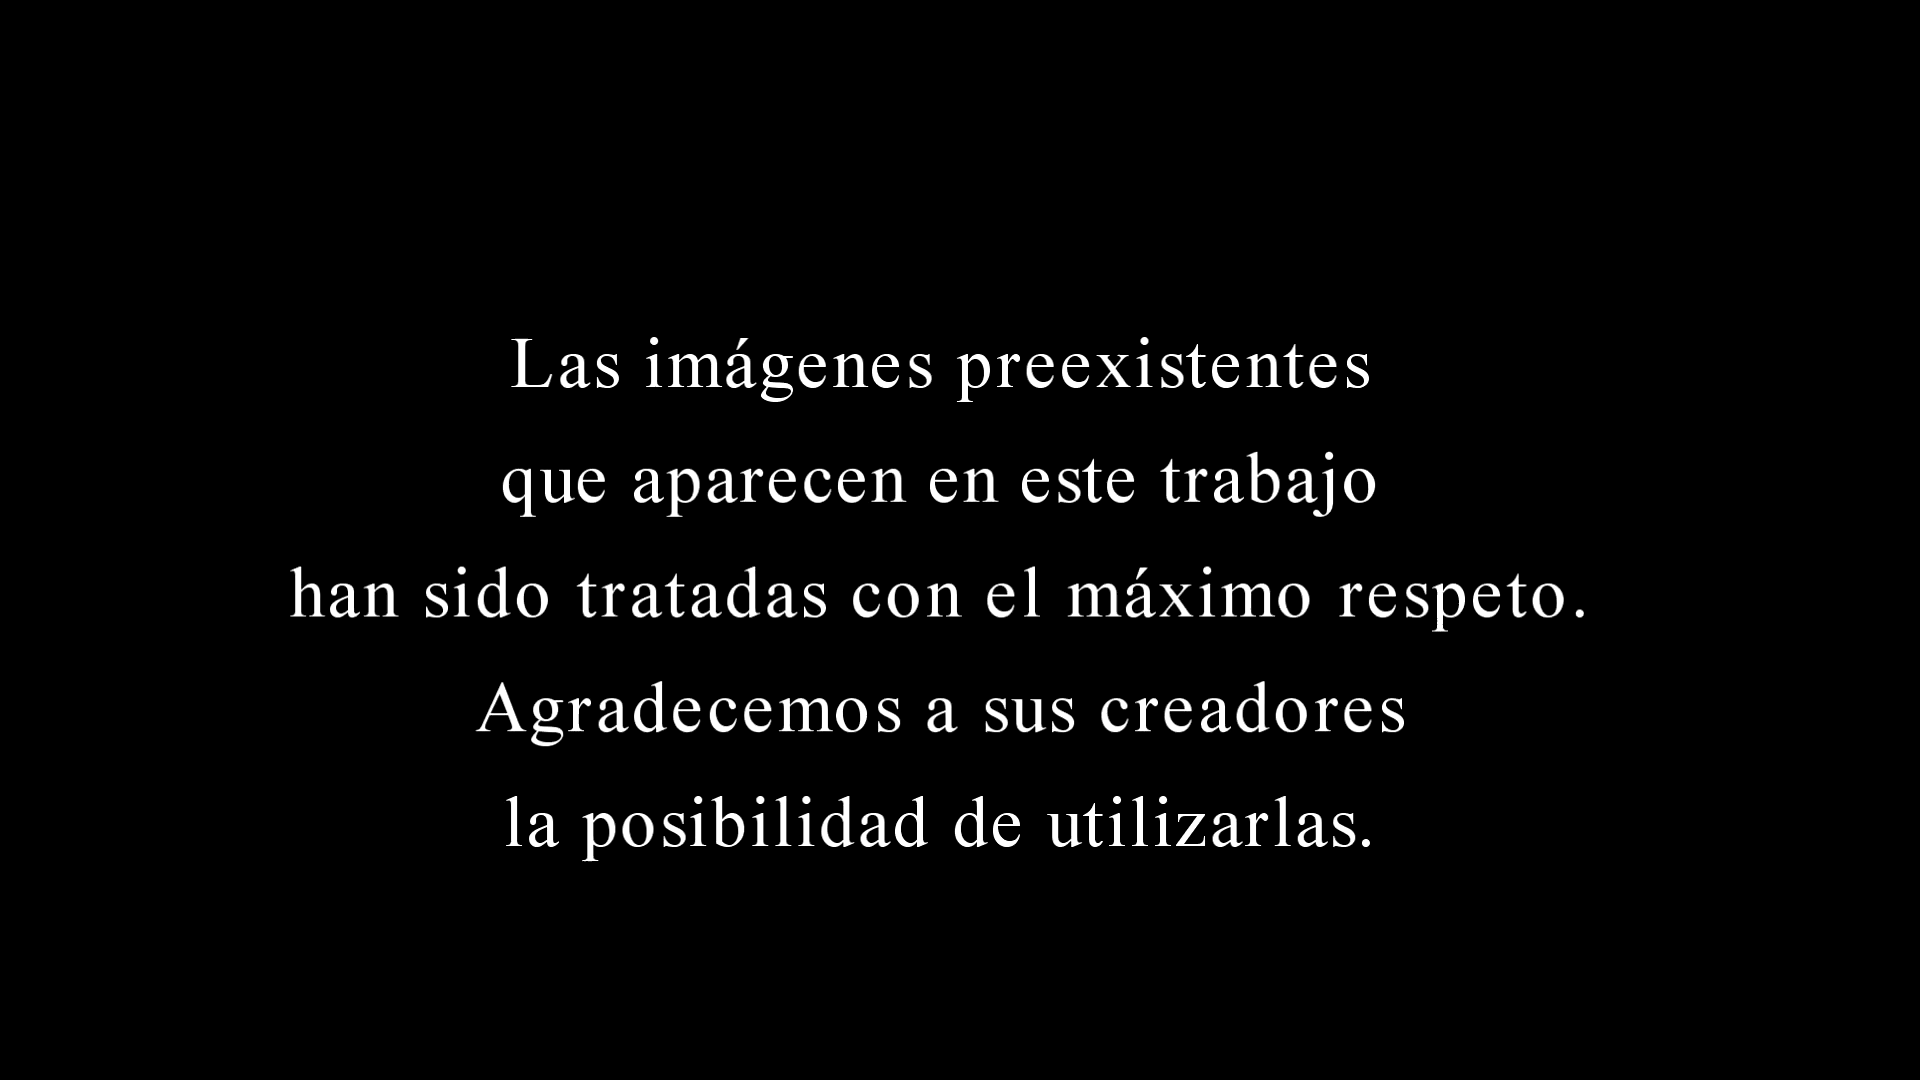 Las imágenes preexistentes
que aparecen en este trabajo
han sido tratadas con el máximo respeto.
Agradecemos a sus creadores
la posibilidad de utilizarlas.